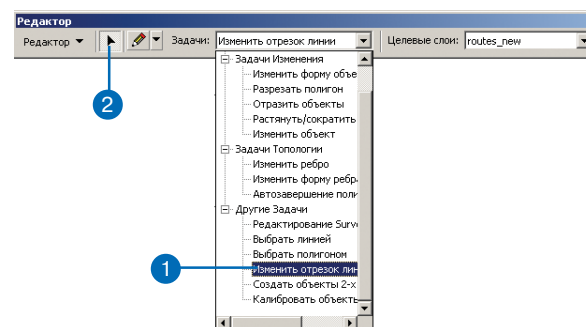 Редактор
Редактор Задачи: Изменить отрезок линии Целевые слои: routes_new
Задачи Изменения
Изменить форму объе
Разрезать полигон
2
Отразить объекты
Растянуть/сократить
Изменить объект
Задачи Топологии
Изменить ребро
Изменить форму ребр
Автозавершение поли
Другие Задачи
Редактирование Surv
Выбрать линией
Выбрать полигоном
1
Изменить отрезок лин
Создать объекты 2-х
Калибровать объекты